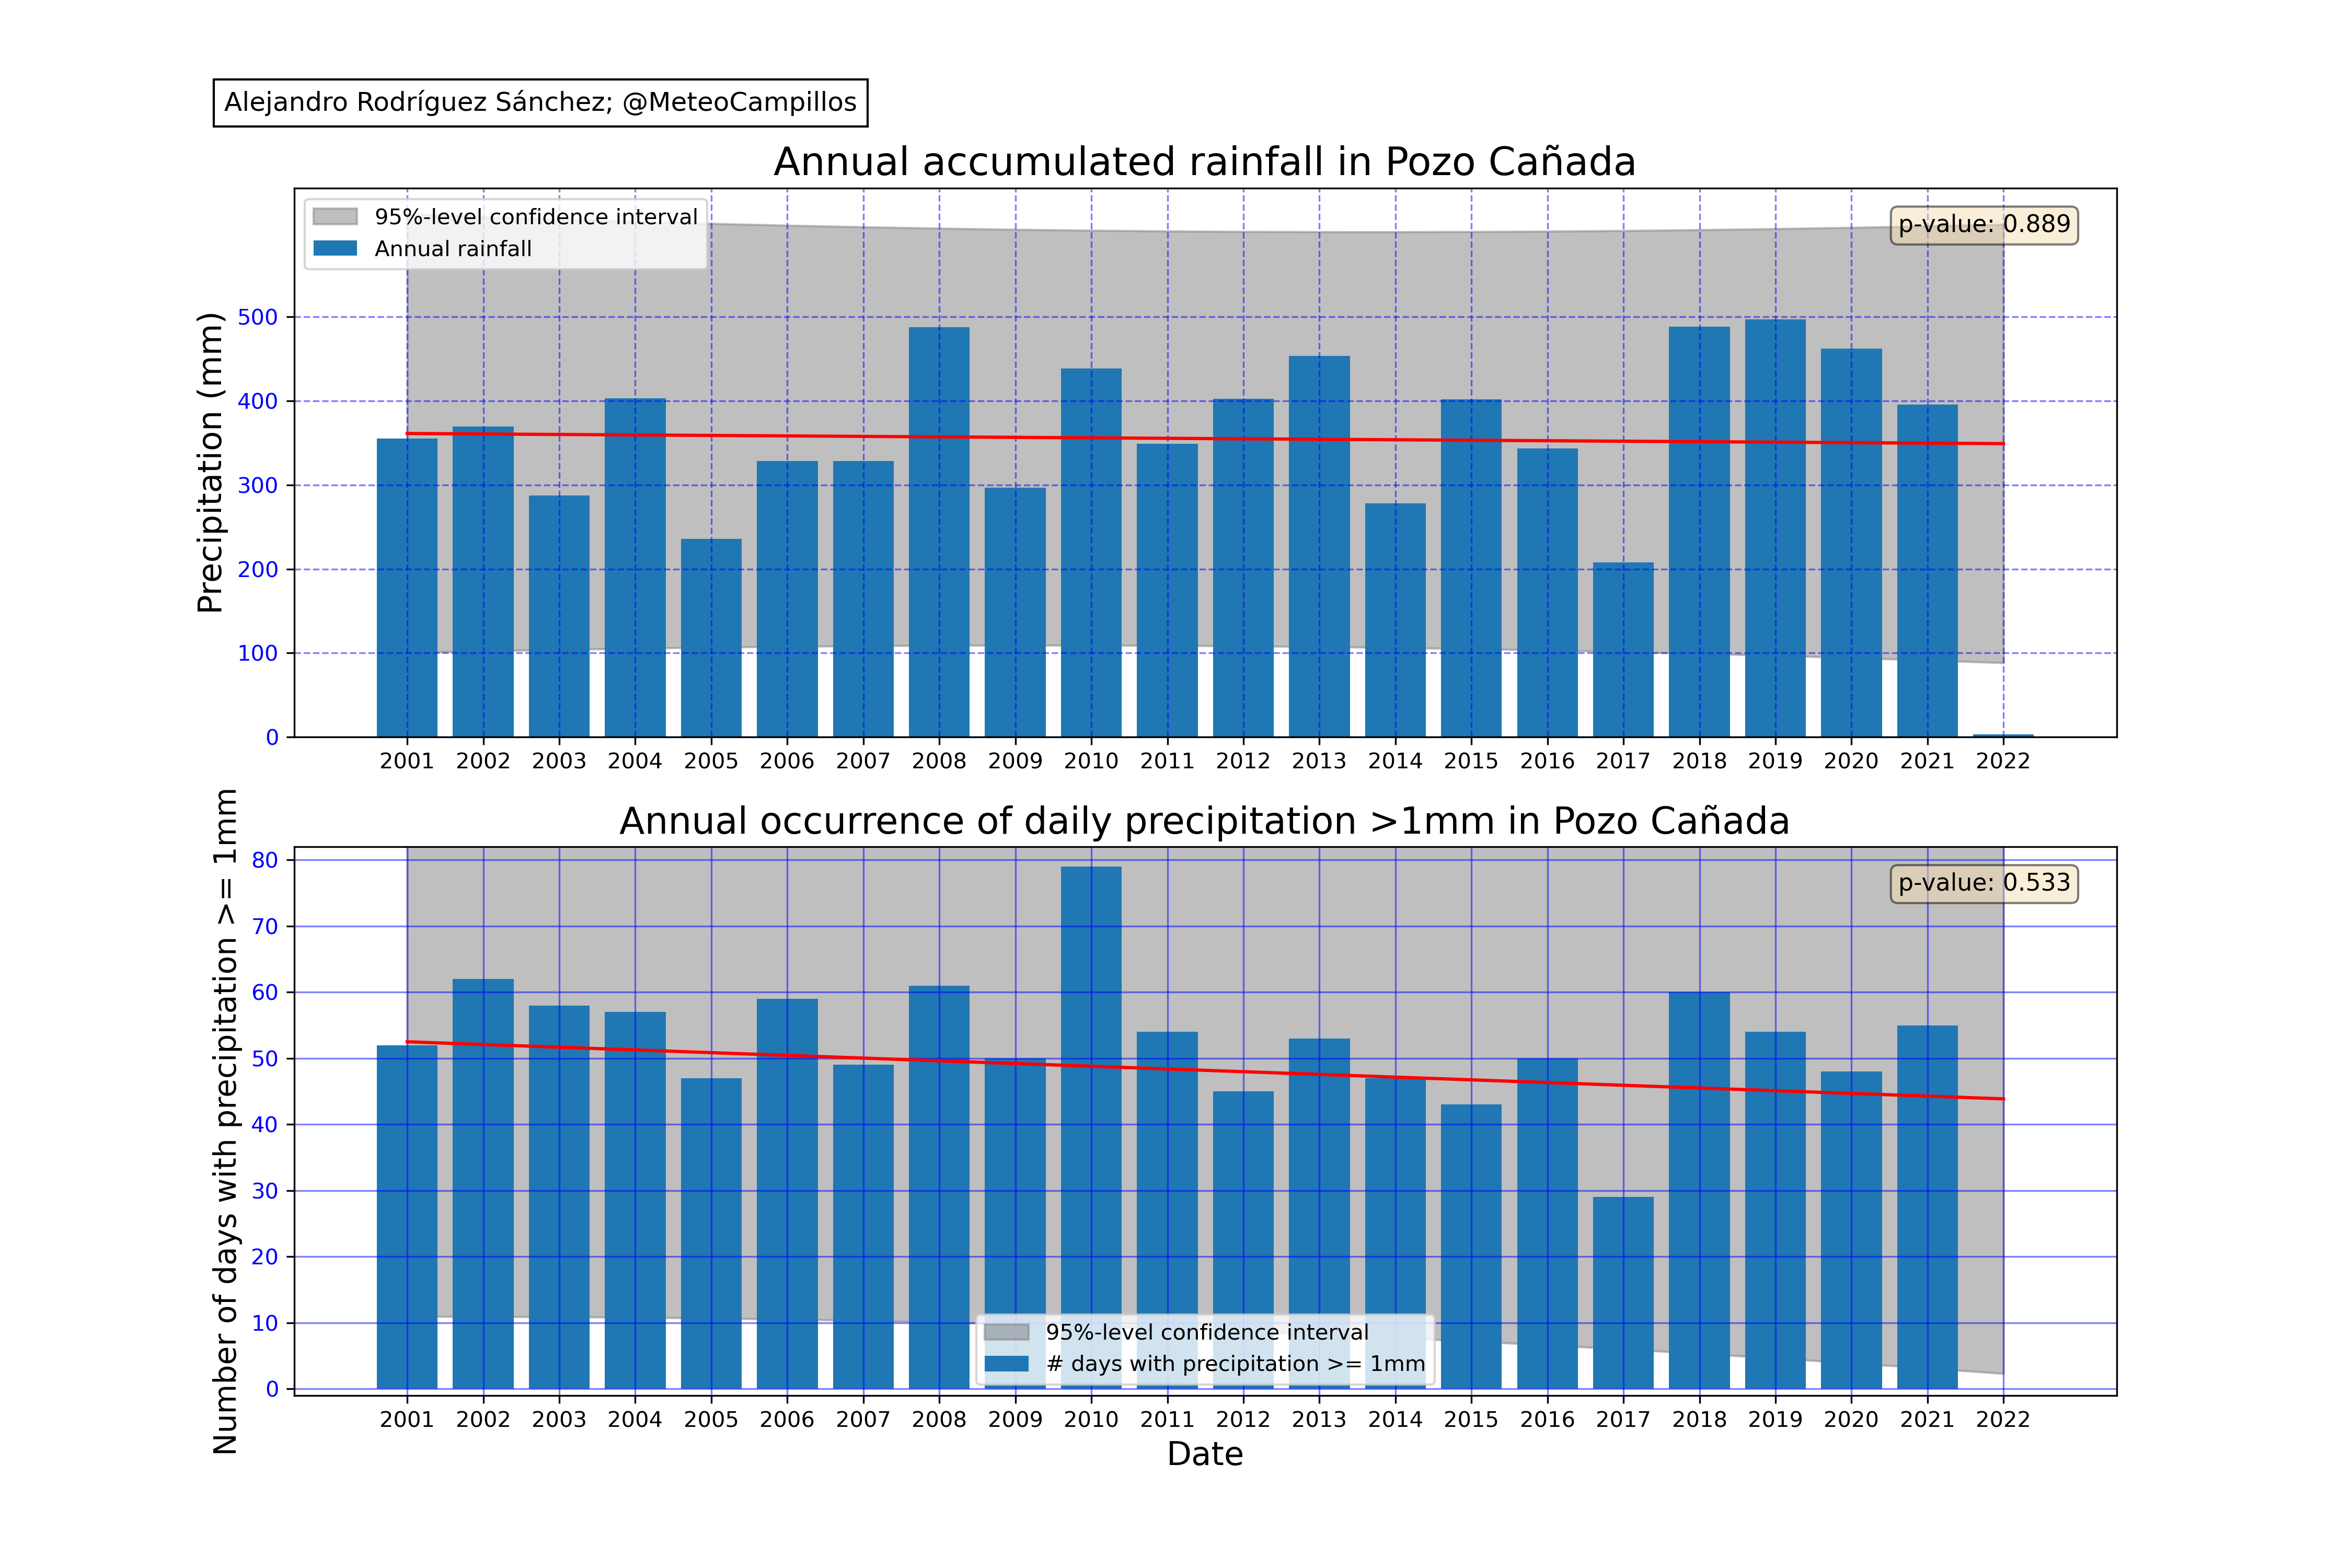 Alejandro Rodríguez Sánchez; @MeteoCampillos
Annual accumulated rainfall in Pozo Cañada
95%-level confidence interval
Annual rainfall
p-value: 0.889
Precipitation (mm)
500
400
300
200
100
0
2001 2002 2003 2004 2005 2006 2007 2008 2009 2010 2011 2012 2013 2014 2015 2016 2017 2018 2019 2020 2021 2022
Annual occurrence of daily precipitation >1mm in Pozo Cañada
p-value: 0.533
Number of days with precipitation >= 1mm
80
70
60
50
40
30
20
10
0
95%-level confidence interval
# days with precipitation >= 1mm
2001 2002 2003 2004 2005 2006 2007 2008 2009 2010 2011 2012 2013 2014 2015 2016 2017 2018 2019 2020 2021 2022
Date